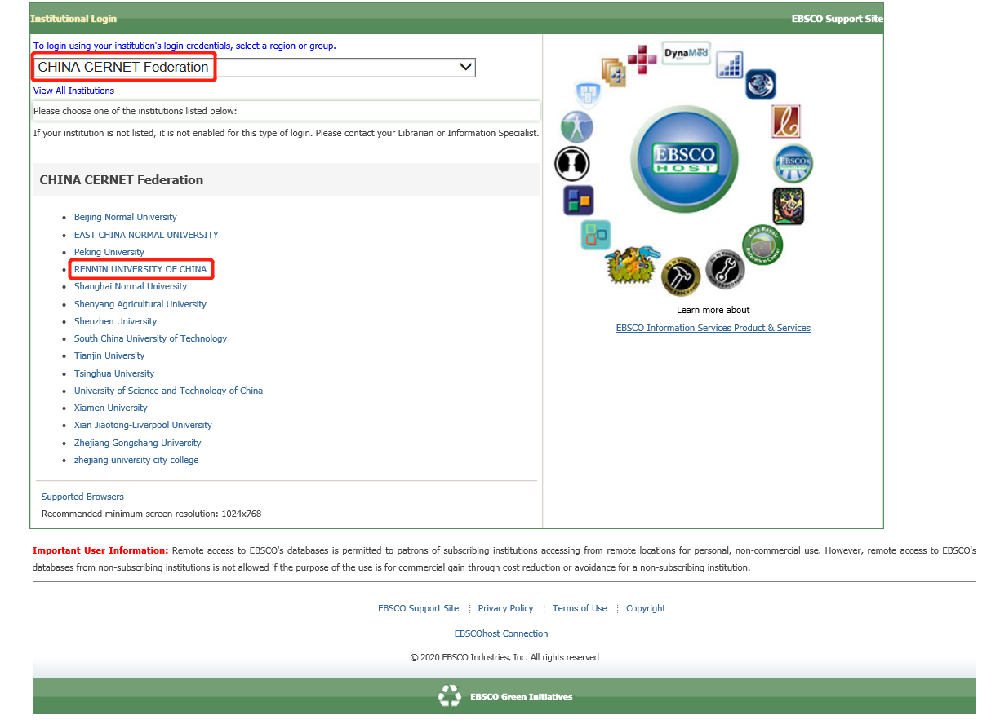 Institutional Login
EBSCO Support Site
To login using your institution's login credentials, select a region or group.
CHINA CERNET Federation
View All Institutions
Please choose one of the institutions listed below:
If your institution is not listed, it is not enabled for this type of login. Please contact your Librarian or Information Specialist.
CHINA CERNET Federation
Beijing Normal University
EAST CHINA NORMAL UNIVERSITY
Peking University
RENMIN UNIVERSITY OF CHINA
Shanghai Normal University
Shenyang Agricultural University
Shenzhen University
South China University of Technology
Tianjin University
Tsinghua University
University of Science and Technology of China
Xiamen University
Xian Jiaotong-Liverpool University
Zhejiang Gongshang University
zhejiang university city college
Supported Browsers
Recommended minimum screen resolution: 1024x768
DynaMed
EBSCO
HOST
EBSCO
Auto Repair
Reference Center
Learn more about
EBSCO Information Services Product & Services
Important User Information: Remote access to EBSCO's databases is permitted to patrons of subscribing institutions accessing from remote locations for personal, non-commercial use. However, remote access to EBSCO's
databases from non-subscribing institutions is not allowed if the purpose of the use is for commercial gain through cost reduction or avoidance for a non-subscribing institution.
EBSCO Support Site Privacy Policy Terms of Use Copyright
EBSCOhost Connection
© 2020 EBSCO Industries, Inc. All rights reserved
EBSCO Green Initiatives